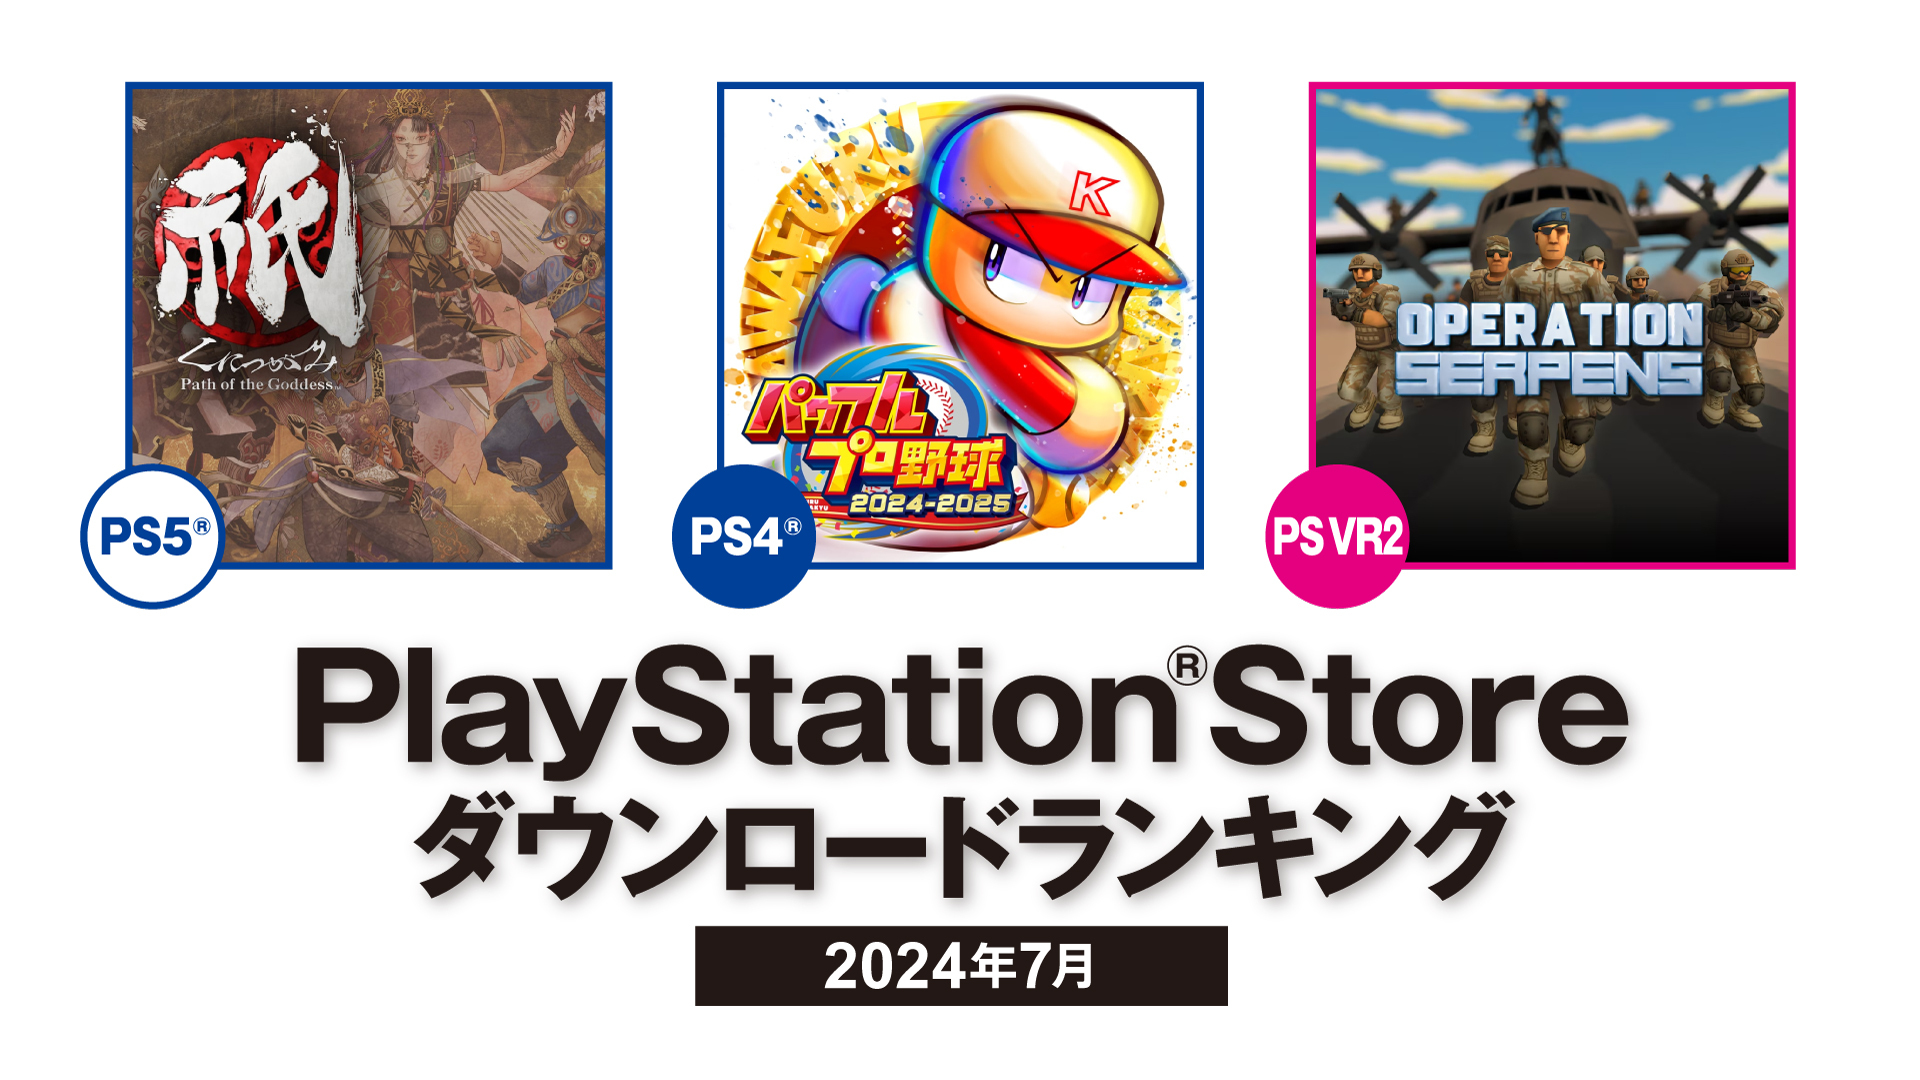 祇
くにつがみ
Path of the Goddess
PS5®
WATURU
K
パワフル
プロ野球
2024-2025
PS4®
OPERATION
SERPENS
PS VR2
PlayStation®Store
ダウンロードランキング
2024年7月